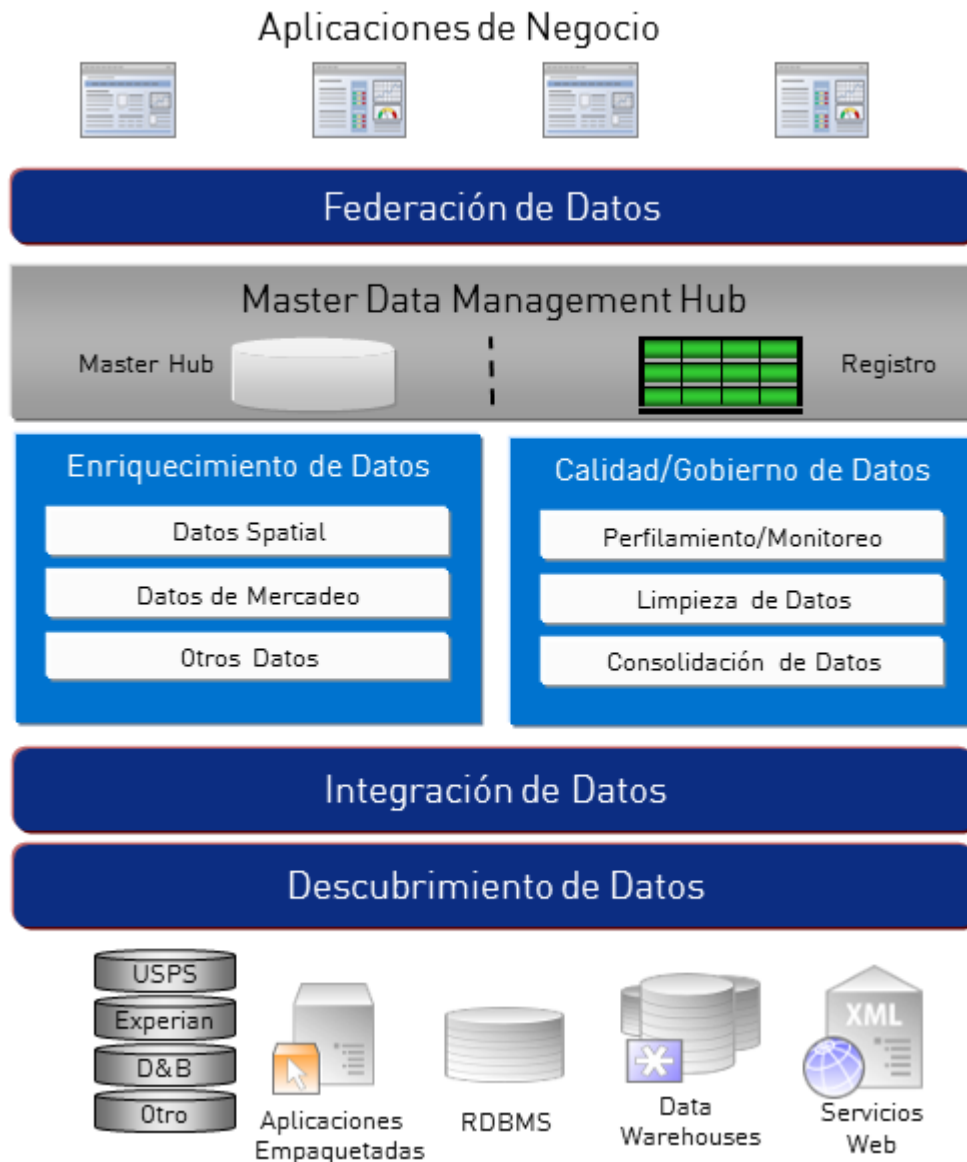 Aplicaciones de Negocio
Federación de Datos
Master Data Management Hub
Master Hub
Registro
Enriquecimiento de Datos
Datos Spatial
Datos de Mercadeo
Otros Datos
Calidad/Gobierno de Datos
Perfilamiento/Monitoreo
Limpieza de Datos
Consolidación de Datos
Integración de Datos
Descubrimiento de Datos
USPS
Experian
D&B
Otro
Aplicaciones
Empaquetadas
RDBMS
Data
Warehouses
XML
Servicios
Web